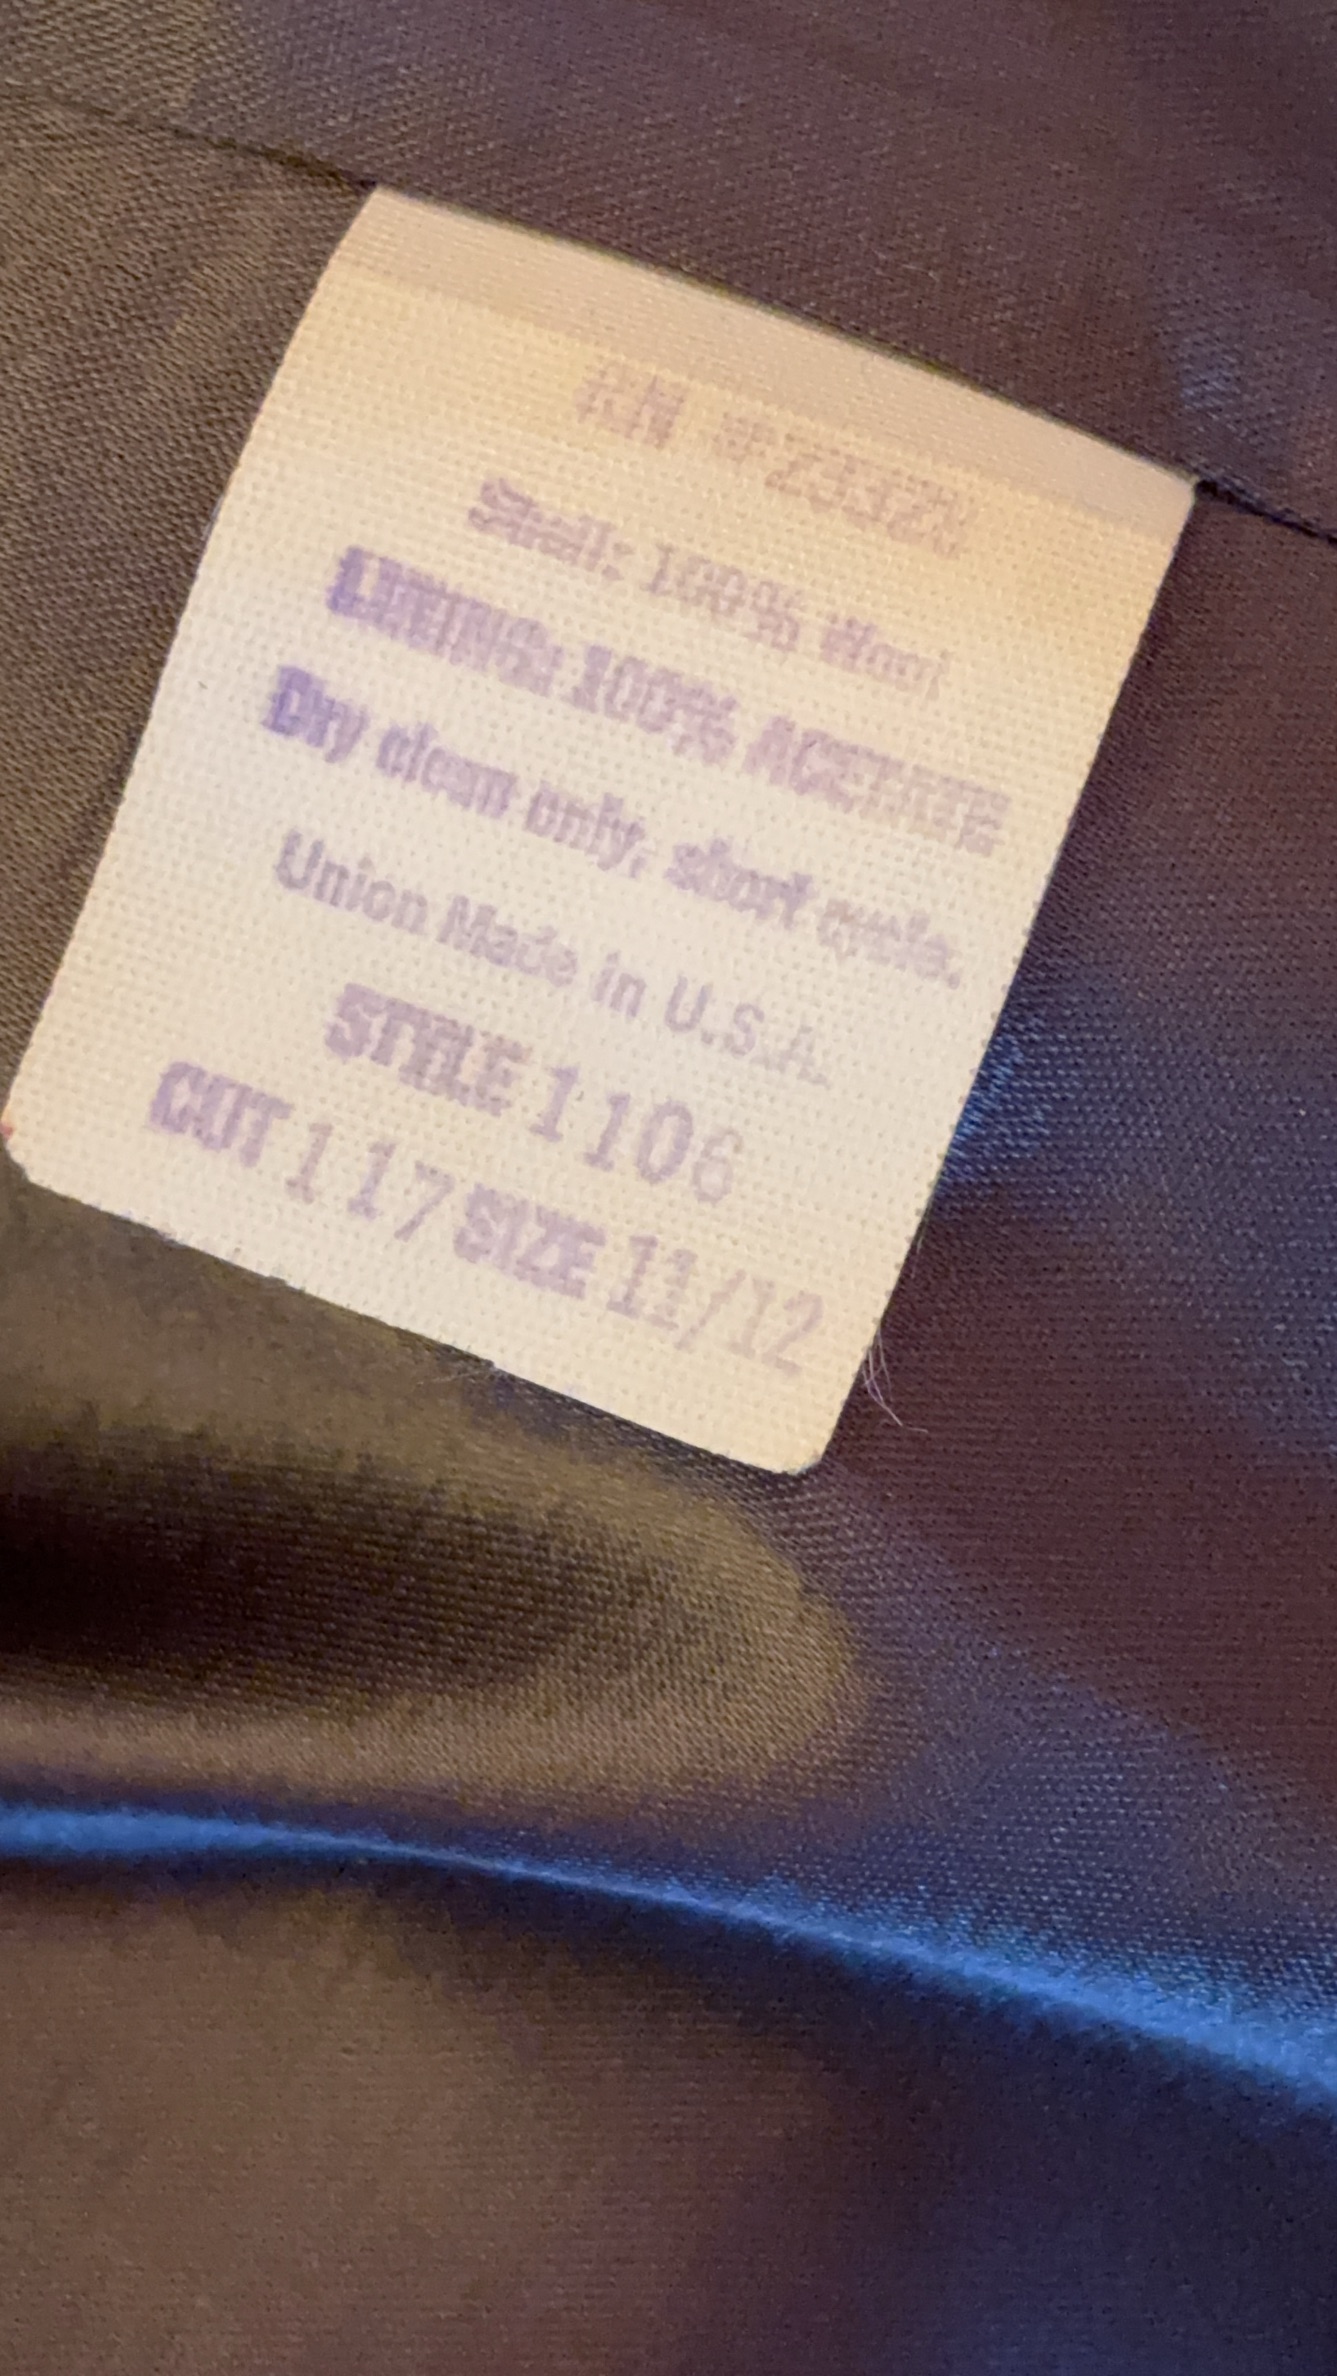 RN #
Shell: 100% Wool
LINING: 100% ACETATE
Dry clean only, short cycle.
Union Made in U.S.A.
STYLE 1106
CUT 117 SIZE 11/12